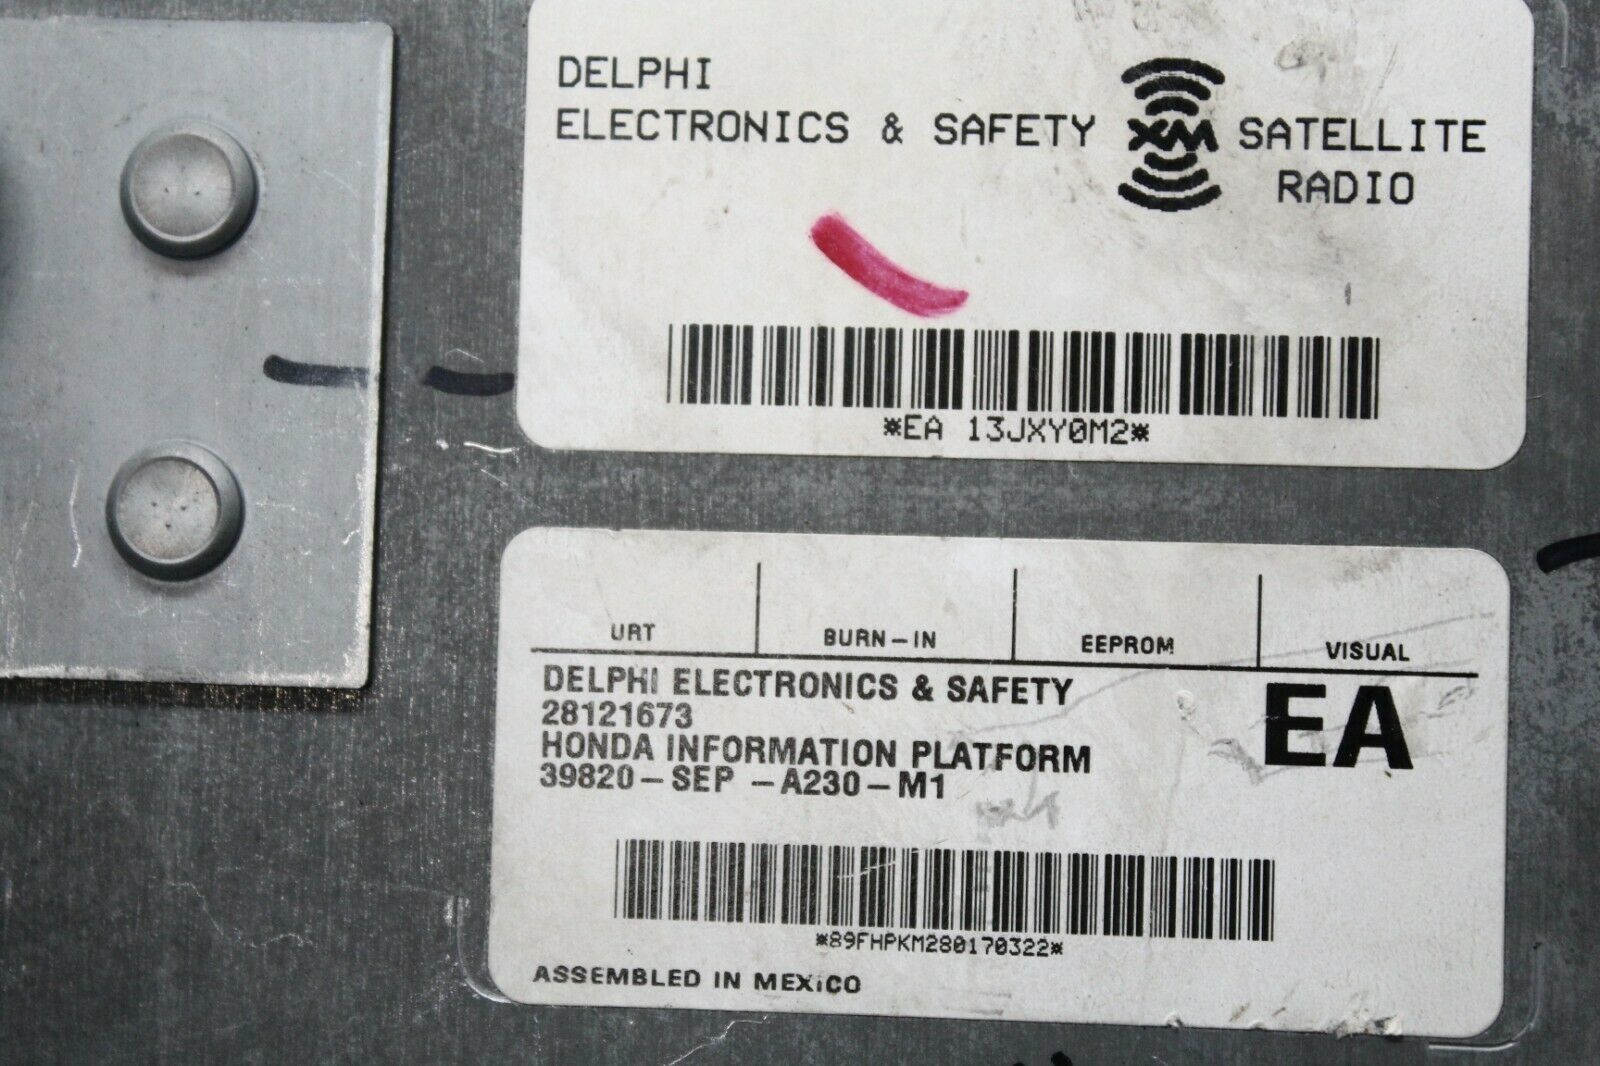 DELPHI
ELECTRONICS & SAFETY XM SATELLITE
RADIO
*EA 13JXY0M2*
URT BURN-IN EEPROM VISUAL
DELPHI ELECTRONICS & SAFETY
28121673
EA
HONDA INFORMATION PLATFORM
39820-SEP -A230-M1
*89FHPKM280170322*
ASSEMBLED IN MEXICO